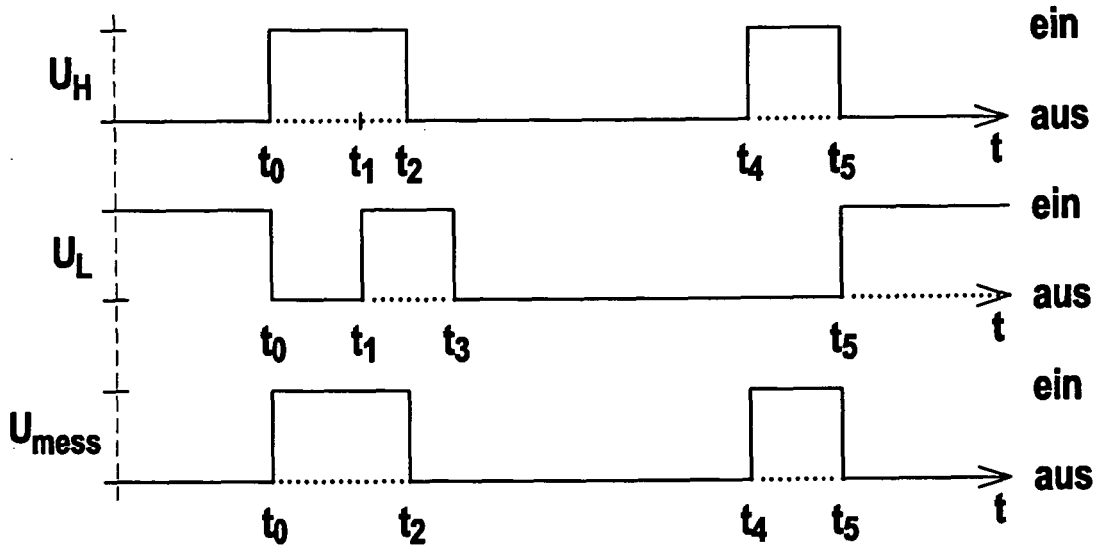 ein
U_H
aus
t_0 t_1 t_2 t_4 t_5 t
ein
U_L
aus
t_0 t_1 t_3 t_5 t
ein
U_mess
aus
t_0 t_2 t_4 t_5 t